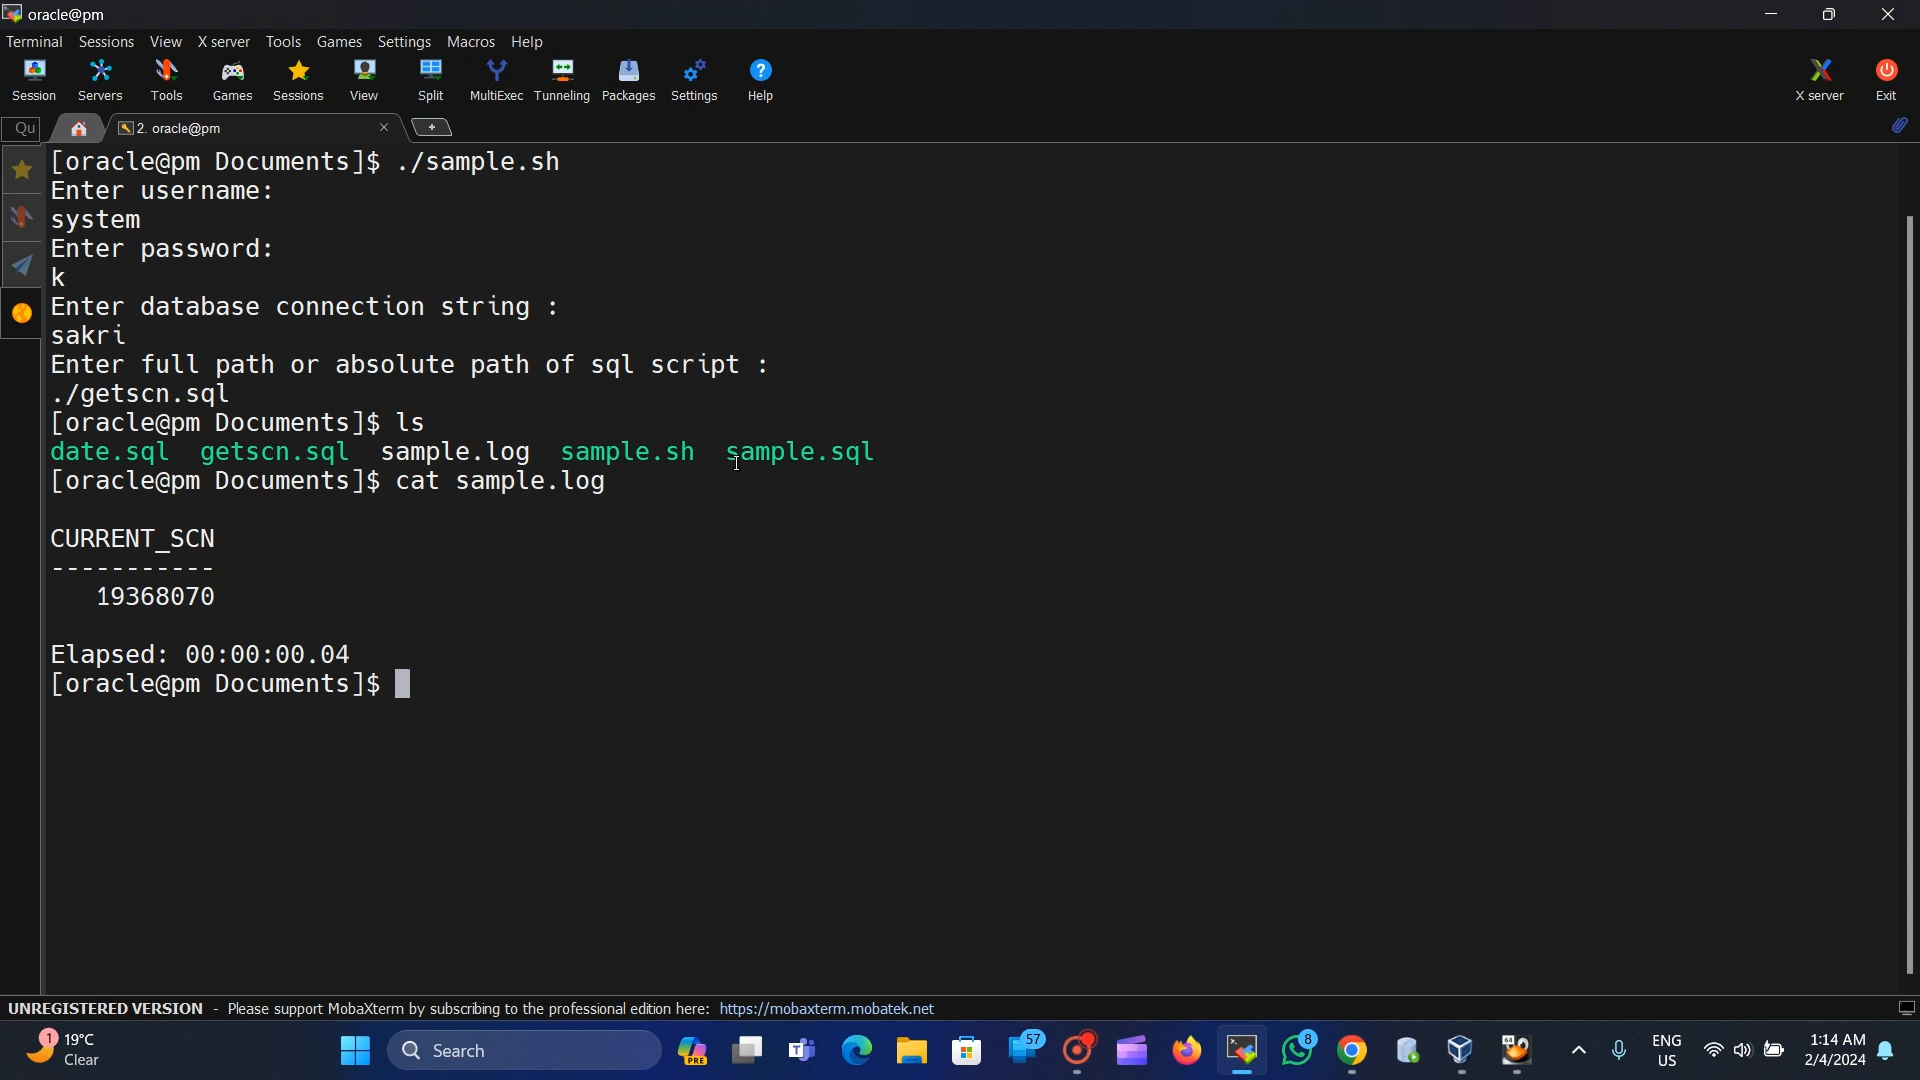 oracle@pm
Terminal Sessions View X server Tools Games Settings Macros Help
Session Servers Tools Games Sessions View Split MultiExec Tunneling Packages Settings Help X server Exit
Qu 2. oracle@pm
[oracle@pm Documents]$ ./sample.sh
Enter username:
system
Enter password:
k
Enter database connection string :
sakri
Enter full path or absolute path of sql script :
./getscn.sql
[oracle@pm Documents]$ ls
date.sql getscn.sql sample.log sample.sh sample.sql
[oracle@pm Documents]$ cat sample.log
CURRENT_SCN
-----------
19368070
Elapsed: 00:00:00.04
[oracle@pm Documents]$
UNREGISTERED VERSION - Please support MobaXterm by subscribing to the professional edition here: https://mobaxterm.mobatek.net
1 19°C Search PRE 57 8 ENG 1:14 AM
Clear US 2/4/2024